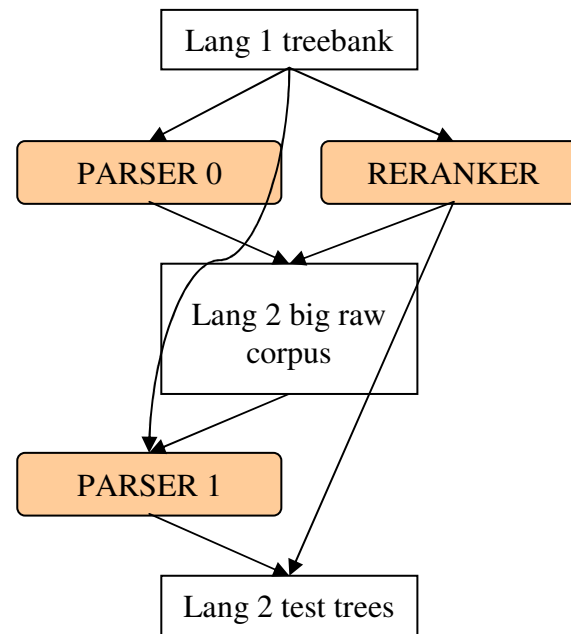 Lang 1 treebank
PARSER 0
RERANKER
Lang 2 big raw
corpus
PARSER 1
Lang 2 test trees